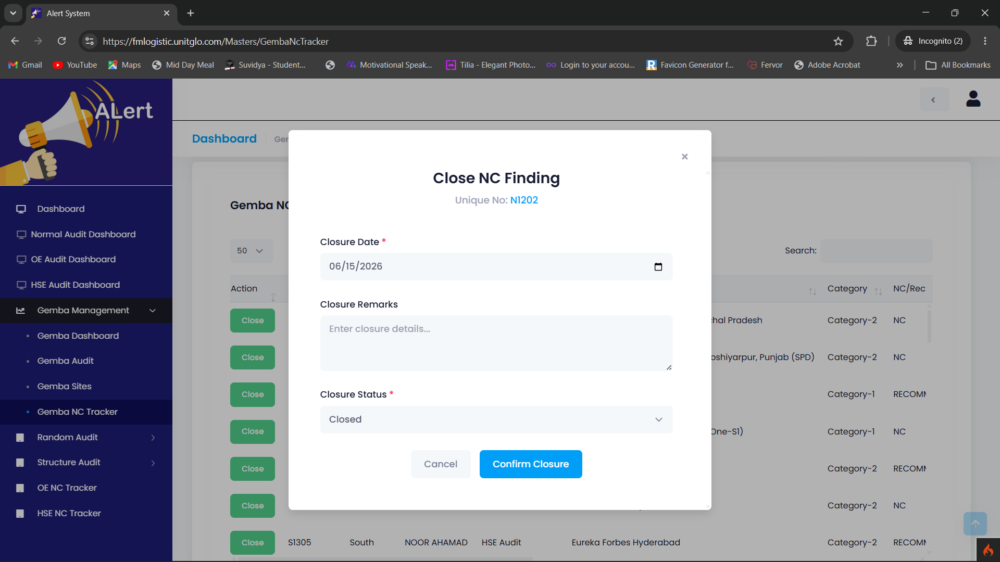 Alert System
https://fmlogistic.unitglo.com/Masters/GembaNcTracker
Incognito (2)
Gmail
YouTube
Maps
Mid Day Meal
Suvidya - Student...
Motivational Speak...
Tilia - Elegant Photo...
Login to your accou...
Favicon Generator f...
Fervor
Adobe Acrobat
All Bookmarks
ALert
Dashboard
Normal Audit Dashboard
OE Audit Dashboard
HSE Audit Dashboard
Gemba Management
Gemba Dashboard
Gemba Audit
Gemba Sites
Gemba NC Tracker
Random Audit
Structure Audit
OE NC Tracker
HSE NC Tracker
Dashboard
Gemba NC
50
Search:
Action
Category
NC/Rec
Close
chal Pradesh
Category-2
NC
Close
oshiyarpur, Punjab (SPD)
Category-2
NC
Close
Category-1
RECOMM
Close
One-S1)
Category-1
NC
Close
Category-2
RECOMM
Close
Category-2
NC
Close
S1305
South
NOOR AHAMAD
HSE Audit
Eureka Forbes Hyderabad
Category-2
RECOMM
Close NC Finding
Unique No: N1202
Closure Date *
06/15/2026
Closure Remarks
Enter closure details...
Closure Status *
Closed
Cancel
Confirm Closure